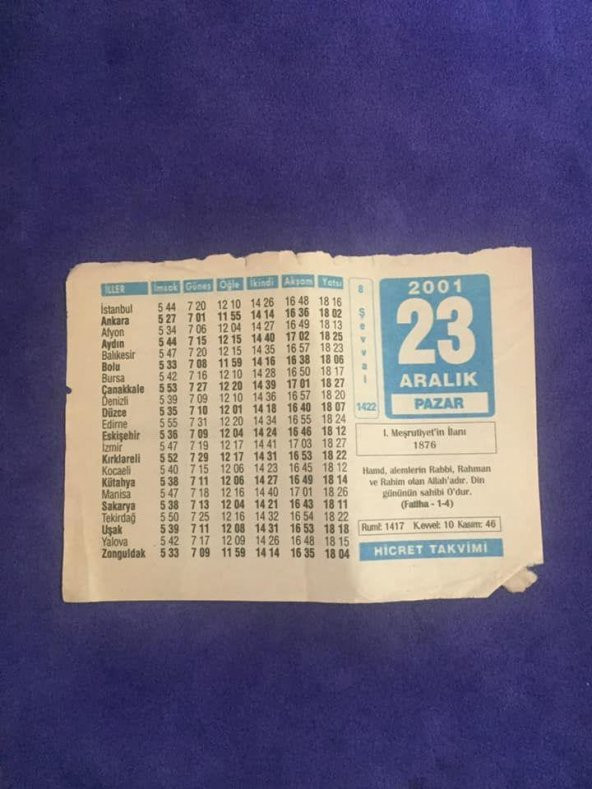 İLLER İmsak Güneş Öğle İkindi Akşam Yatsı
İstanbul 5 44 7 20 12 10 14 26 16 48 18 16
Ankara 5 27 7 01 11 55 14 14 16 36 18 02
Afyon 5 34 7 06 12 04 14 27 16 49 18 13
Aydın 5 44 7 15 12 15 14 40 17 02 18 25
Balıkesir 5 47 7 20 12 15 14 35 16 57 18 23
Bolu 5 33 7 08 11 59 14 16 16 38 18 06
Bursa 5 42 7 16 12 10 14 28 16 50 18 17
Çanakkale 5 53 7 27 12 20 14 39 17 01 18 27
Denizli 5 39 7 09 12 10 14 36 16 57 18 20
Düzce 5 35 7 10 12 01 14 18 16 40 18 07
Edirne 5 55 7 31 12 20 14 34 16 55 18 24
Eskişehir 5 36 7 09 12 04 14 24 16 46 18 12
İzmir 5 47 7 19 12 17 14 41 17 03 18 27
Kırklareli 5 52 7 29 12 17 14 31 16 53 18 22
Kocaeli 5 40 7 15 12 06 14 23 16 45 18 12
Kütahya 5 38 7 11 12 06 14 27 16 49 18 14
Manisa 5 47 7 18 12 16 14 40 17 01 18 26
Sakarya 5 38 7 13 12 04 14 21 16 43 18 11
Tekirdağ 5 50 7 25 12 16 14 32 16 54 18 22
Uşak 5 39 7 11 12 08 14 31 16 53 18 18
Yalova 5 42 7 17 12 09 14 26 16 48 18 15
Zonguldak 5 33 7 09 11 59 14 14 16 35 18 04
8 Şevval 1422
2001
23
ARALIK
PAZAR
I. Meşrutiyet'in İlanı
1876
Hamd, alemlerin Rabbi, Rahman
ve Rahim olan Allah'adır. Din
gününün sahibi O'dur.
(Fatiha - 1-4)
Rumî: 1417 K.evvel: 10 Kasım: 46
HİCRET TAKVİMİ